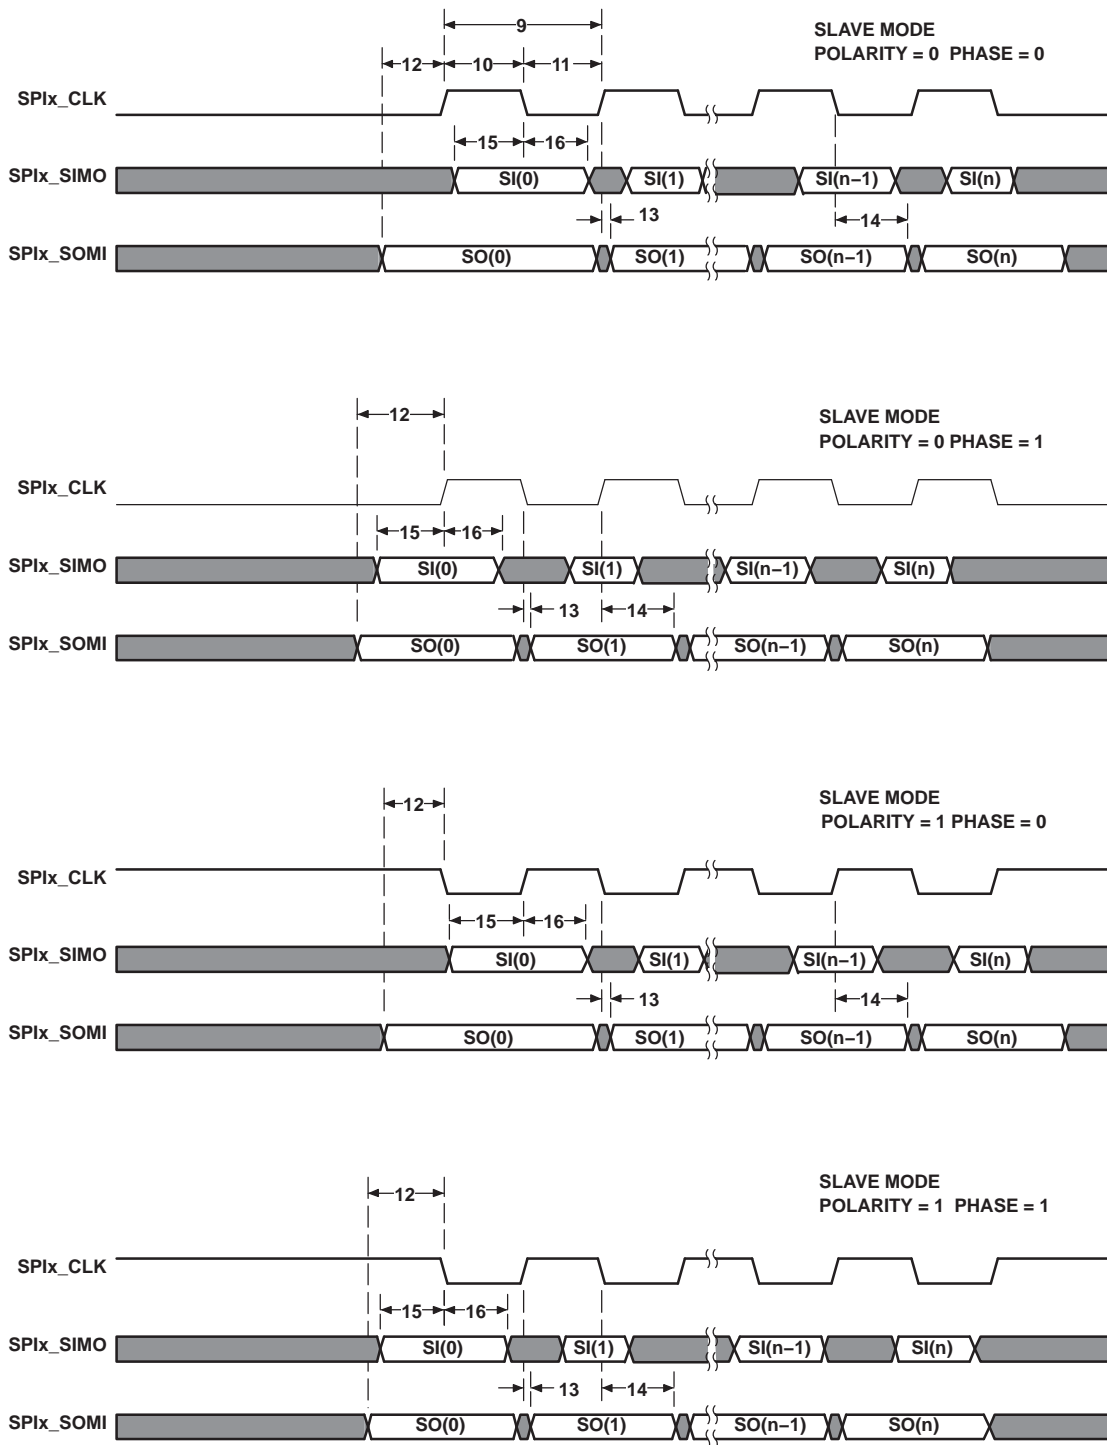 9
SLAVE MODE
POLARITY = 0 PHASE = 0
12 10 11
SPIx_CLK
15 16
SPIx_SIMO SI(0) SI(1) SI(n−1) SI(n)
13 14
SPIx_SOMI SO(0) SO(1) SO(n−1) SO(n)
12
SLAVE MODE
POLARITY = 0 PHASE = 1
SPIx_CLK
15 16
SPIx_SIMO SI(0) SI(1) SI(n−1) SI(n)
13 14
SPIx_SOMI SO(0) SO(1) SO(n−1) SO(n)
SLAVE MODE
12
POLARITY = 1 PHASE = 0
SPIx_CLK
15 16
SPIx_SIMO SI(0) SI(1) SI(n−1) SI(n)
13 14
SPIx_SOMI SO(0) SO(1) SO(n−1) SO(n)
SLAVE MODE
12
POLARITY = 1 PHASE = 1
SPIx_CLK
15 16
SPIx_SIMO SI(0) SI(1) SI(n−1) SI(n)
13 14
SPIx_SOMI SO(0) SO(1) SO(n−1) SO(n)